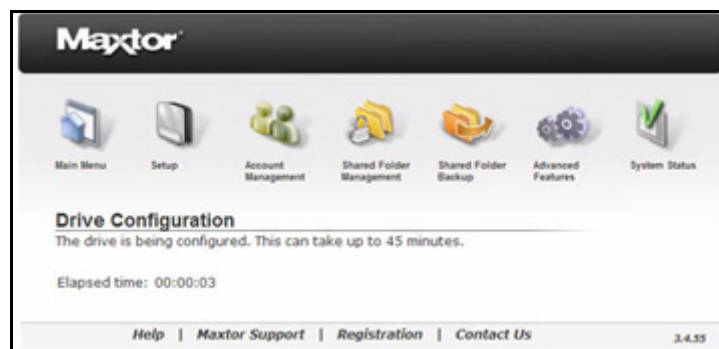 Maxtor
Main Menu
Setup
Account Management
Shared Folder Management
Shared Folder Backup
Advanced Features
System Status
Drive Configuration
The drive is being configured. This can take up to 45 minutes.
Elapsed time: 00:00:03
Help | Maxtor Support | Registration | Contact Us
3.4.55